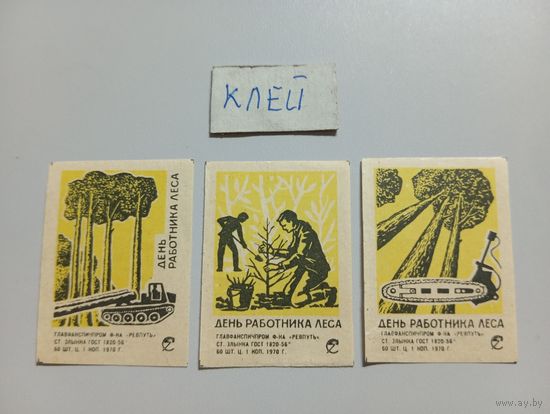 КЛЕЙ
ДЕНЬ
РАБОТНИКА ЛЕСА
ГЛАВФАНСПИЧПРОМ Ф-КА «РЕВПУТЬ»
СТ. ЗЛЫНКА ГОСТ 1820-56
60 ШТ. Ц. 1 КОП. 1970 Г.
ДЕНЬ РАБОТНИКА ЛЕСА
ГЛАВФАНСПИЧПРОМ Ф-КА «РЕВПУТЬ»
СТ. ЗЛЫНКА ГОСТ 1820-56
60 ШТ. Ц. 1 КОП. 1970 Г.
ДЕНЬ РАБОТНИКА ЛЕСА
ГЛАВФАНСПИЧПРОМ Ф-КА «РЕВПУТЬ»
СТ. ЗЛЫНКА ГОСТ 1820-56
60 ШТ. Ц. 1 КОП. 1970 Г.
www.ay.by